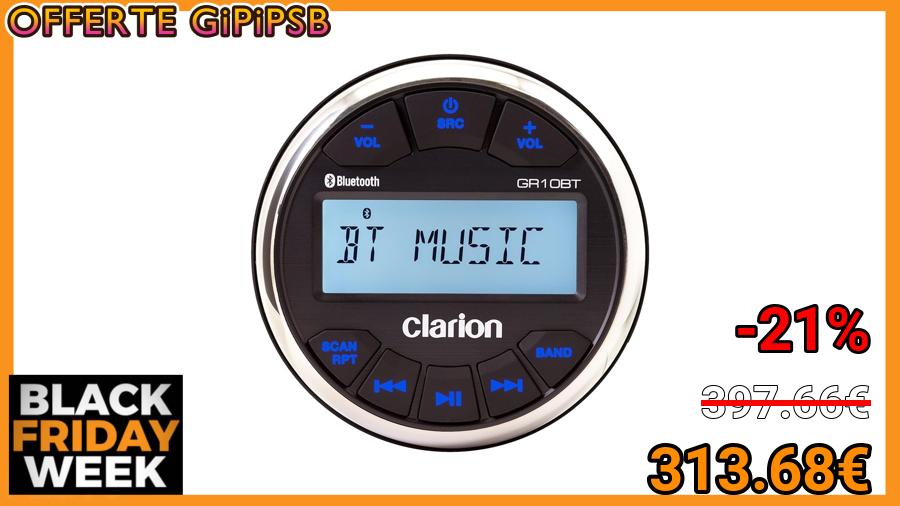 OFFERTE GiPiPSB
SRC
− VOL
+ VOL
Bluetooth
GR10BT
BT MUSIC
clarion
SCAN
RPT
BAND
-21%
397.66€
313.68€
BLACK
FRIDAY
WEEK